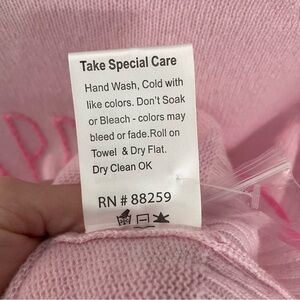 Take Special Care
Hand Wash, Cold with
like colors. Don't Soak
or Bleach - colors may
bleed or fade.Roll on
Towel & Dry Flat.
Dry Clean OK
RN # 88259